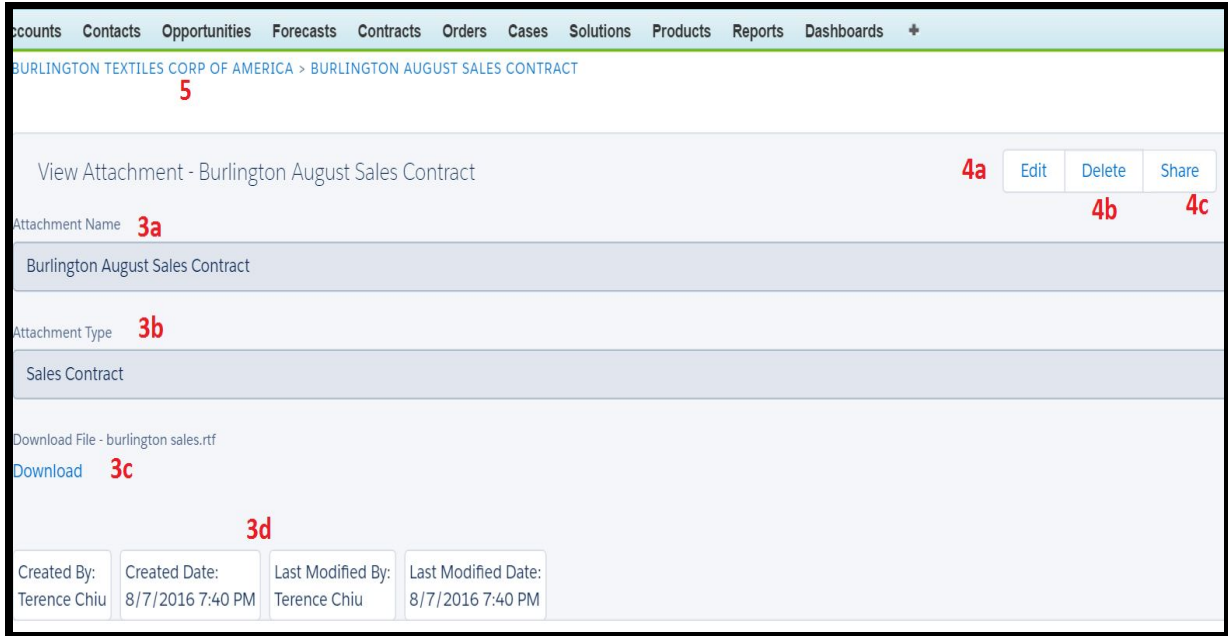 ccounts Contacts Opportunities Forecasts Contracts Orders Cases Solutions Products Reports Dashboards +
BURLINGTON TEXTILES CORP OF AMERICA > BURLINGTON AUGUST SALES CONTRACT
5
View Attachment - Burlington August Sales Contract 4a Edit Delete Share
4b 4c
Attachment Name 3a
Burlington August Sales Contract
Attachment Type 3b
Sales Contract
Download File - burlington sales.rtf
Download 3c
3d
Created By: Created Date: Last Modified By: Last Modified Date:
Terence Chiu 8/7/2016 7:40 PM Terence Chiu 8/7/2016 7:40 PM